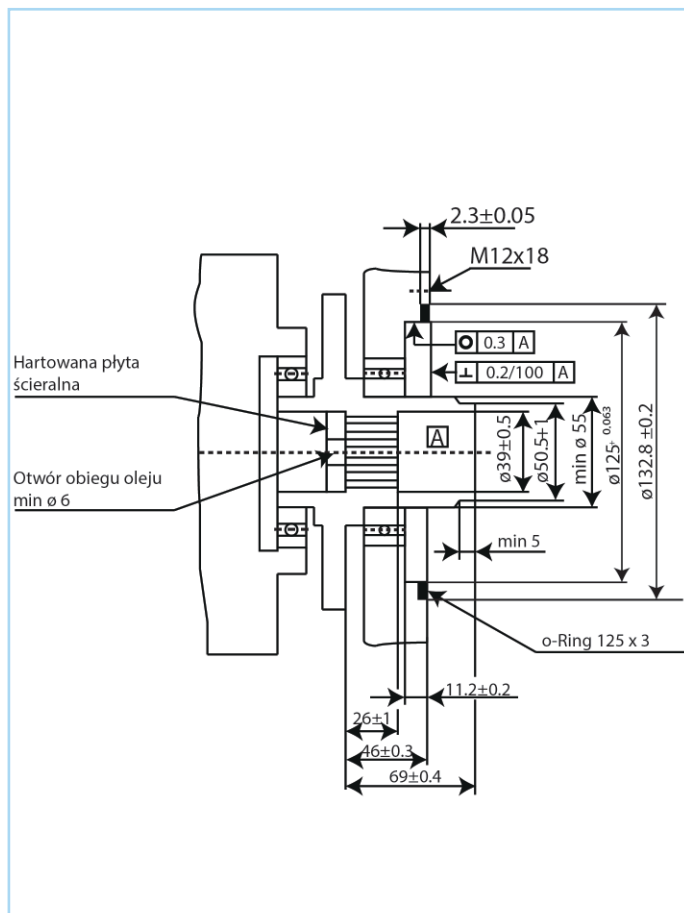 2.3±0.05
M12x18
0.3 A
⊥ 0.2/100 A
Hartowana płyta
ścieralna
A
Otwór obiegu oleju
min ø 6
ø39±0.5
ø50.5+1
min ø 55
ø125+ 0.063
ø132.8 ±0.2
min 5
o-Ring 125 x 3
11.2±0.2
26±1
46±0.3
69±0.4